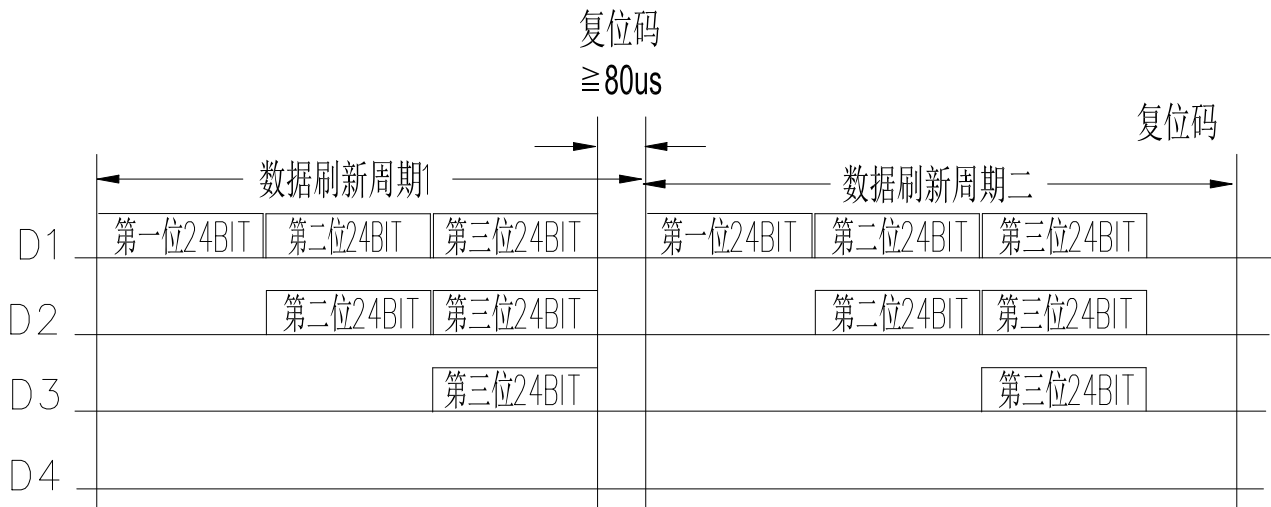 复位码
≧80us
复位码
数据刷新周期1
数据刷新周期二
D1 第一位24BIT 第二位24BIT 第三位24BIT 第一位24BIT 第二位24BIT 第三位24BIT
D2 第二位24BIT 第三位24BIT 第二位24BIT 第三位24BIT
D3 第三位24BIT 第三位24BIT
D4